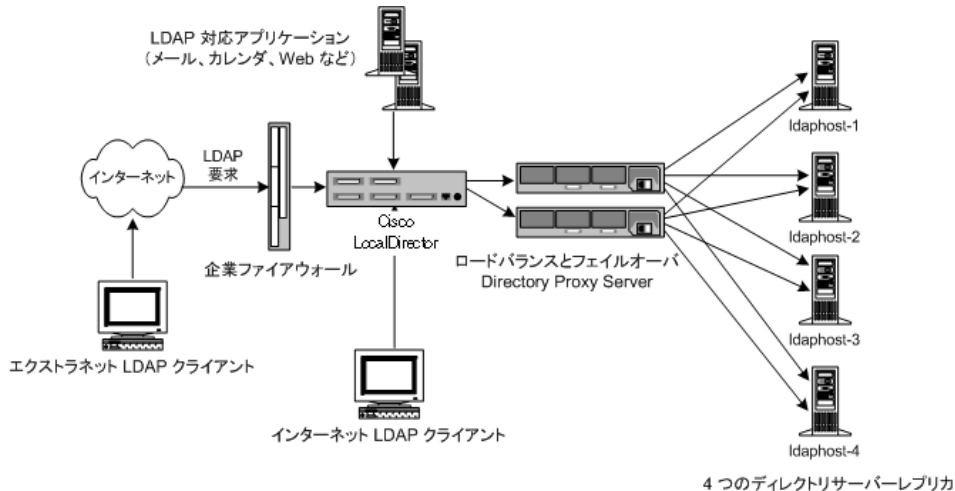 LDAP 対応アプリケーション
（メール、カレンダ、Web など）
ldaphost-1
LDAP
要求
インターネット
Cisco
LocalDirector
ldaphost-2
企業ファイアウォール
ロードバランスとフェイルオーバ
Directory Proxy Server
ldaphost-3
エクストラネット LDAP クライアント
インターネット LDAP クライアント
ldaphost-4
4 つのディレクトリサーバーレプリカ